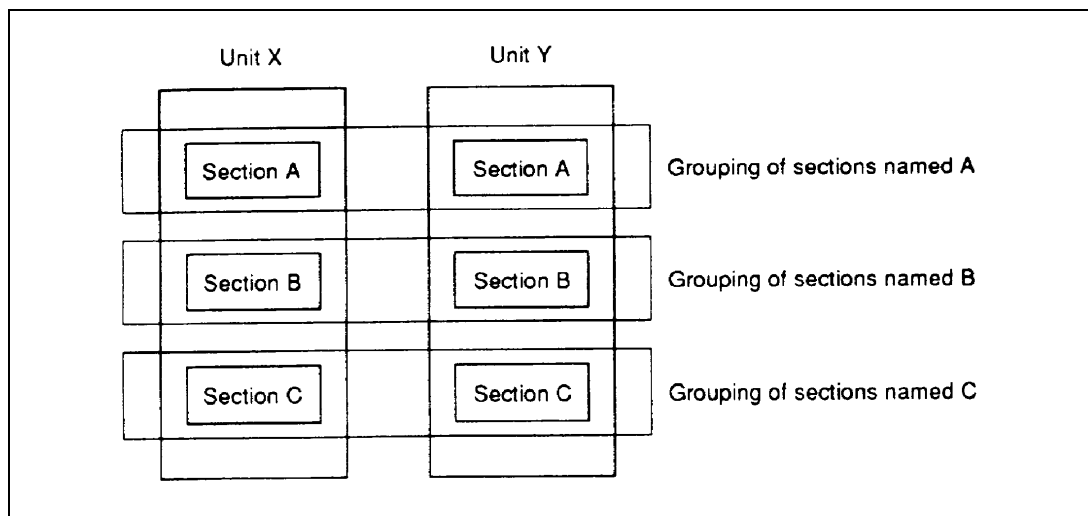 Unit X
Unit Y
Section A
Section A
Grouping of sections named A
Section B
Section B
Grouping of sections named B
Section C
Section C
Grouping of sections named C